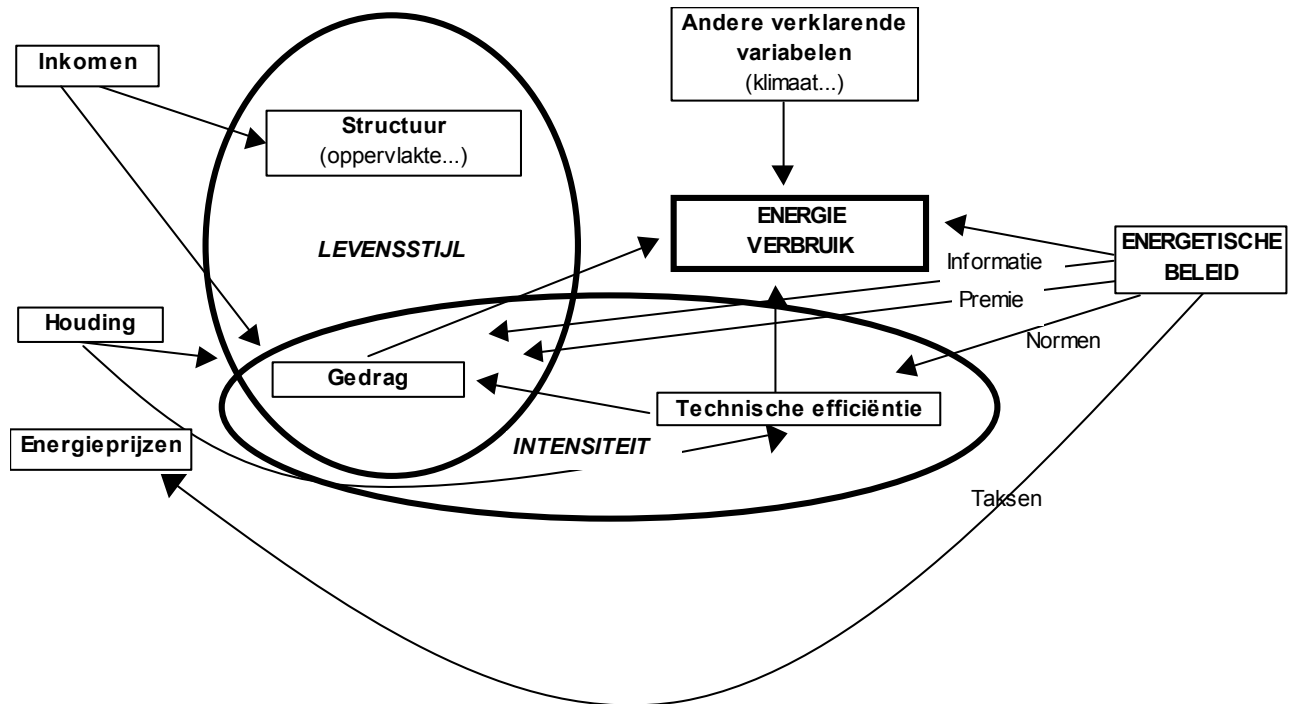 Andere verklarende
variabelen
(klimaat...)
Inkomen
Structuur
(oppervlakte...)
ENERGIE
VERBRUIK
LEVENSSTIJL
ENERGETISCHE
BELEID
Informatie
Premie
Houding
Normen
Gedrag
Technische efficiëntie
Energieprijzen
INTENSITEIT
Taksen